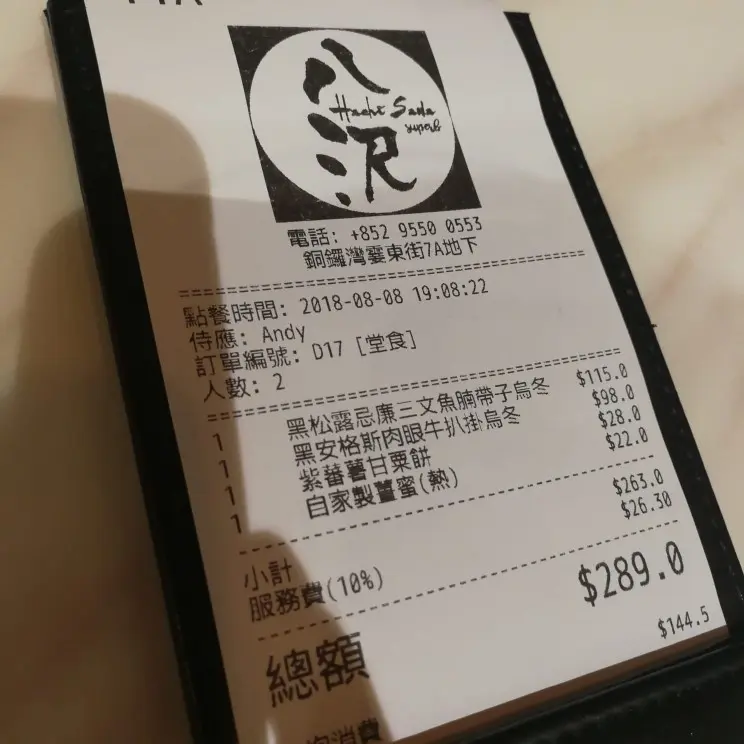 八沢
Hachi Sawa
superb
電話: +852 9550 0553
銅鑼灣霎東街7A地下
點餐時間: 2018-08-08 19:08:22
侍應: Andy
訂單編號: D17 [堂食]
人數: 2
1 黑松露忌廉三文魚腩帶子烏冬 $115.0
1 黑安格斯肉眼牛扒掛烏冬 $98.0
1 紫蕃薯甘栗餅 $28.0
1 自家製薑蜜(熱) $22.0
小計 $263.0
服務費(10%) $26.30
總額 $289.0
消費 $144.5